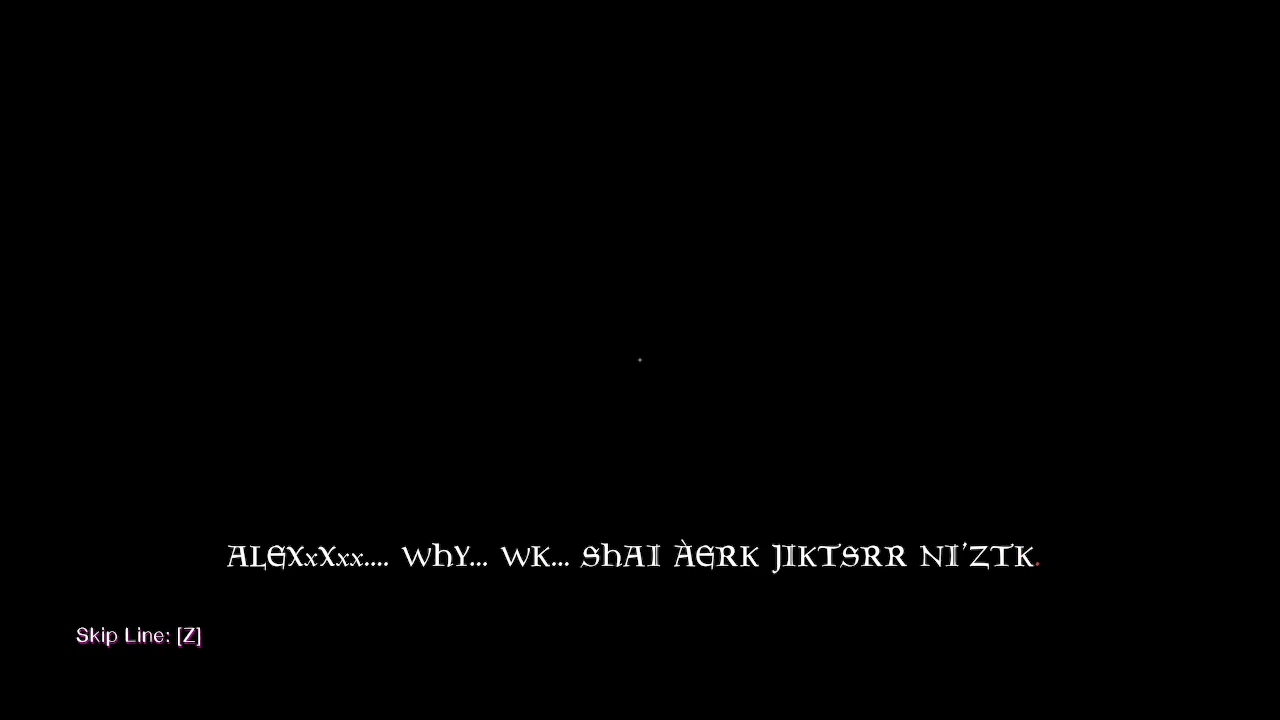 ALEXxXxx.... WhY... WK... ShAI ÀERK JIKTSRR NI'ZTK.
Skip Line: [Z]